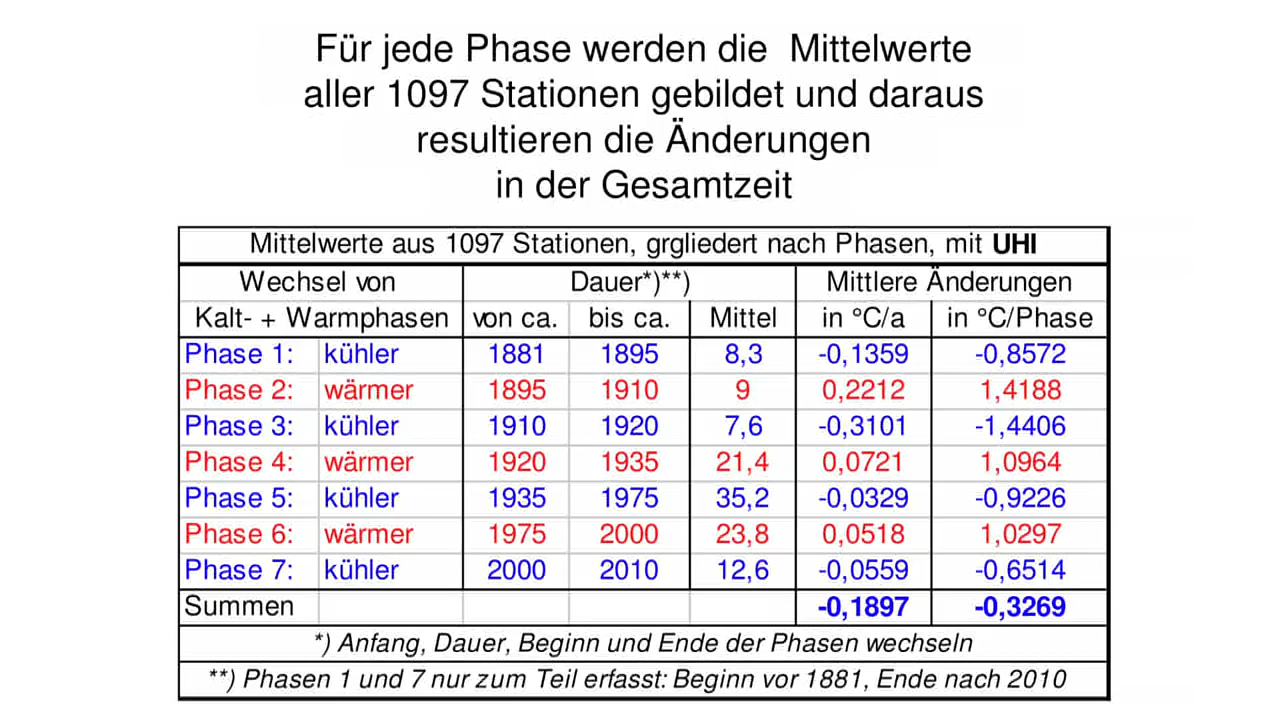 Für jede Phase werden die Mittelwerte
aller 1097 Stationen gebildet und daraus
resultieren die Änderungen
in der Gesamtzeit
Mittelwerte aus 1097 Stationen, grgliedert nach Phasen, mit UHI
Wechsel von Dauer*)**) Mittlere Änderungen
Kalt- + Warmphasen von ca. bis ca. Mittel in °C/a in °C/Phase
Phase 1: kühler 1881 1895 8,3 -0,1359 -0,8572
Phase 2: wärmer 1895 1910 9 0,2212 1,4188
Phase 3: kühler 1910 1920 7,6 -0,3101 -1,4406
Phase 4: wärmer 1920 1935 21,4 0,0721 1,0964
Phase 5: kühler 1935 1975 35,2 -0,0329 -0,9226
Phase 6: wärmer 1975 2000 23,8 0,0518 1,0297
Phase 7: kühler 2000 2010 12,6 -0,0559 -0,6514
Summen -0,1897 -0,3269
*) Anfang, Dauer, Beginn und Ende der Phasen wechseln
**) Phasen 1 und 7 nur zum Teil erfasst: Beginn vor 1881, Ende nach 2010